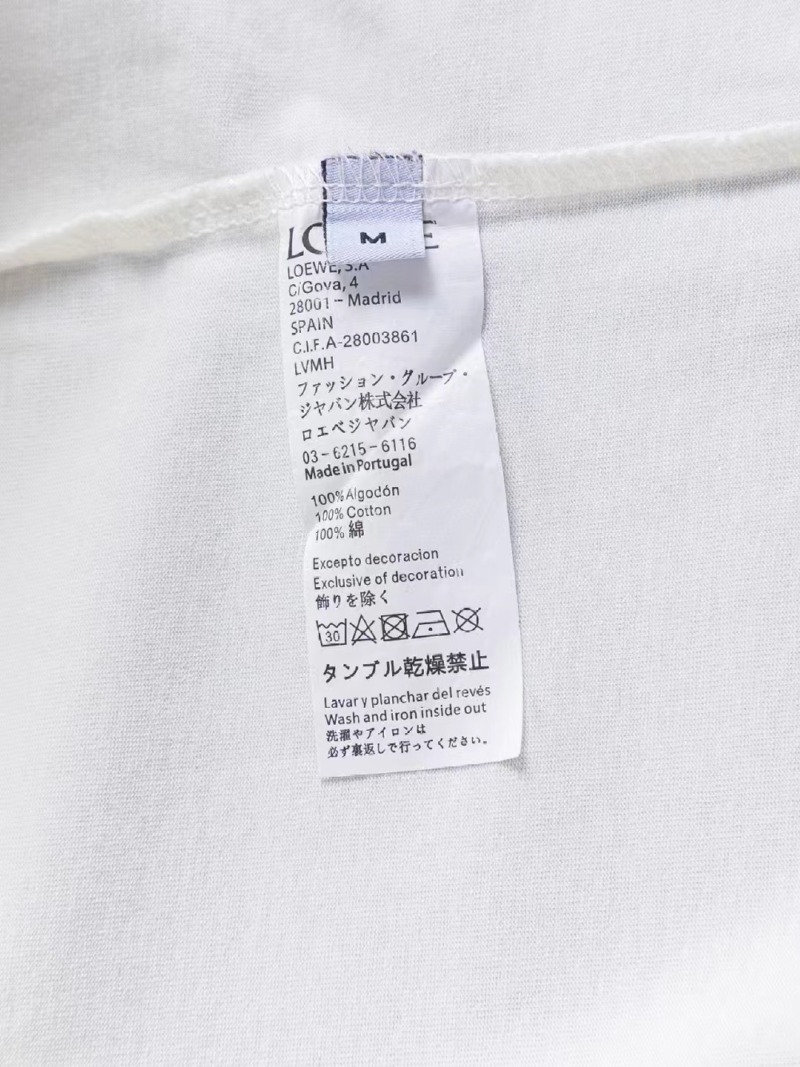 M
LOEWE, S.A
C/Gova, 4
28001 - Madrid
SPAIN
C.I.F.A-28003861
LVMH
ファッション・グループ・
ジャバン株式会社
ロエベジャバン
03-6215-6116
Made in Portugal
100%Algodón
100% Cotton
100% 綿
Excepto decoracion
Exclusive of decoration
飾りを除く
30
タンブル乾燥禁止
Lavar y planchar del revés
Wash and iron inside out
洗濯やアイロンは
必ず裏返しで行ってください。